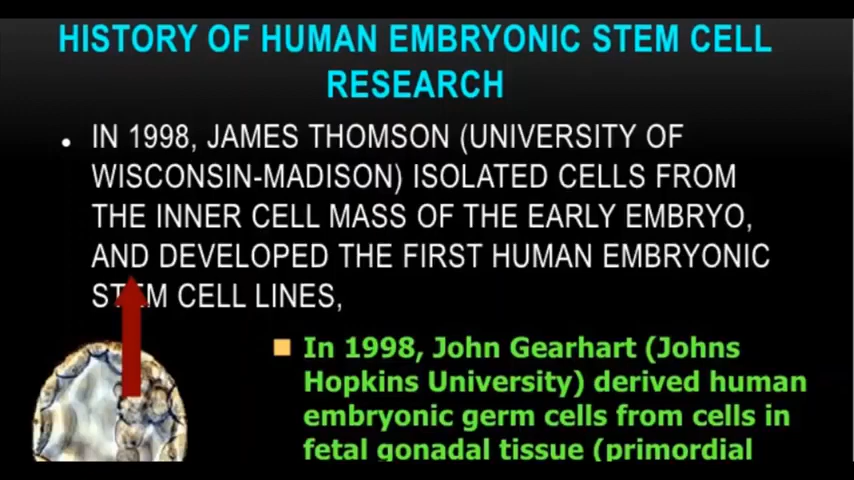 HISTORY OF HUMAN EMBRYONIC STEM CELL
RESEARCH
• IN 1998, JAMES THOMSON (UNIVERSITY OF
WISCONSIN-MADISON) ISOLATED CELLS FROM
THE INNER CELL MASS OF THE EARLY EMBRYO,
AND DEVELOPED THE FIRST HUMAN EMBRYONIC
STEM CELL LINES,
In 1998, John Gearhart (Johns
Hopkins University) derived human
embryonic germ cells from cells in
fetal gonadal tissue (primordial